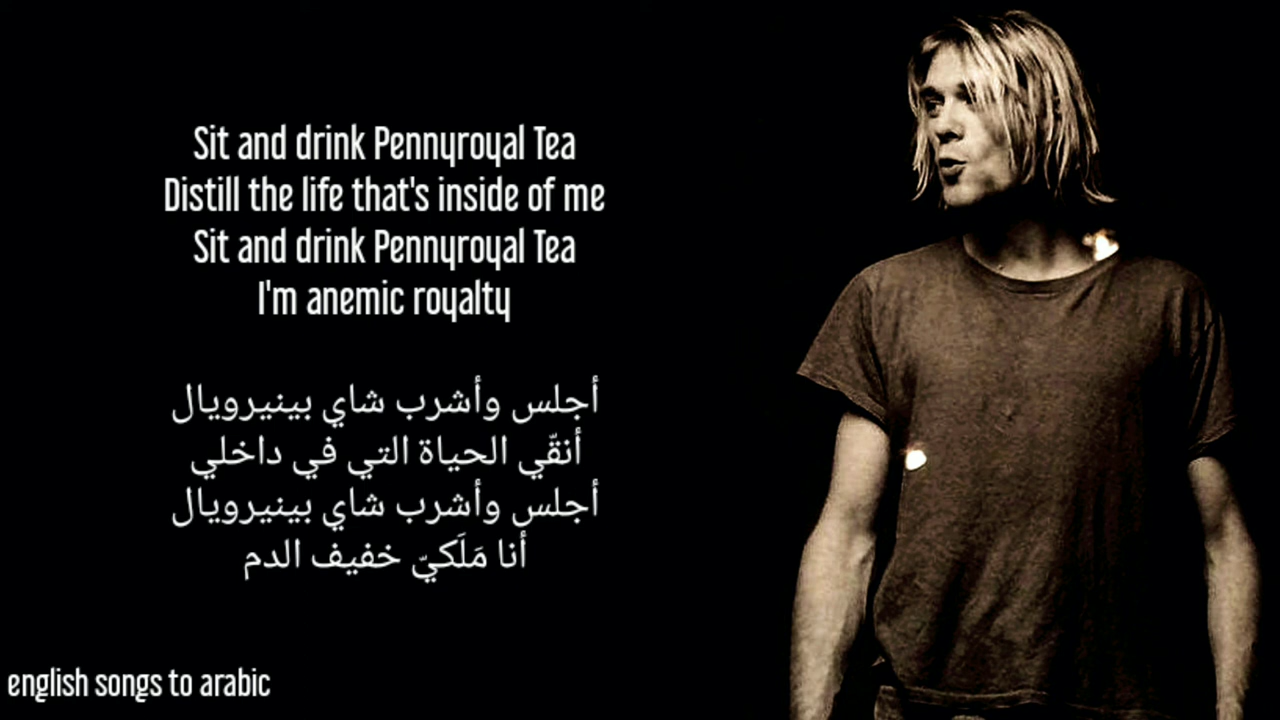 Sit and drink Pennyroyal Tea
Distill the life that's inside of me
Sit and drink Pennyroyal Tea
I'm anemic royalty
أجلس وأشرب شاي بينيرويال
أنقّي الحياة التي في داخلي
أجلس وأشرب شاي بينيرويال
أنا مَلَكيّ خفيف الدم
english songs to arabic